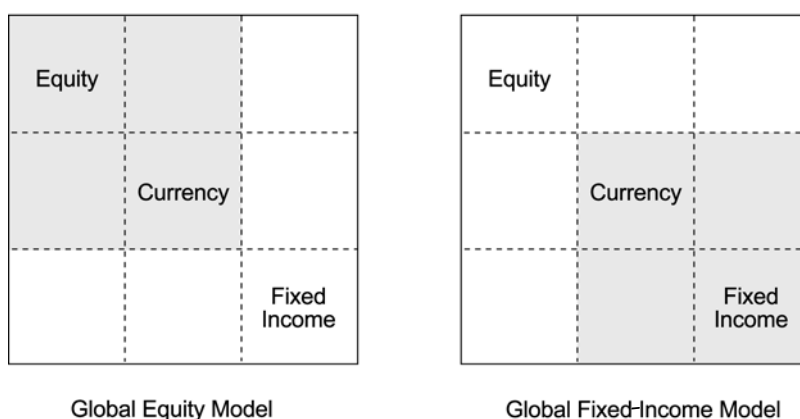 Equity
Currency
Fixed
Income
Global Equity Model
Equity
Currency
Fixed
Income
Global Fixed-Income Model